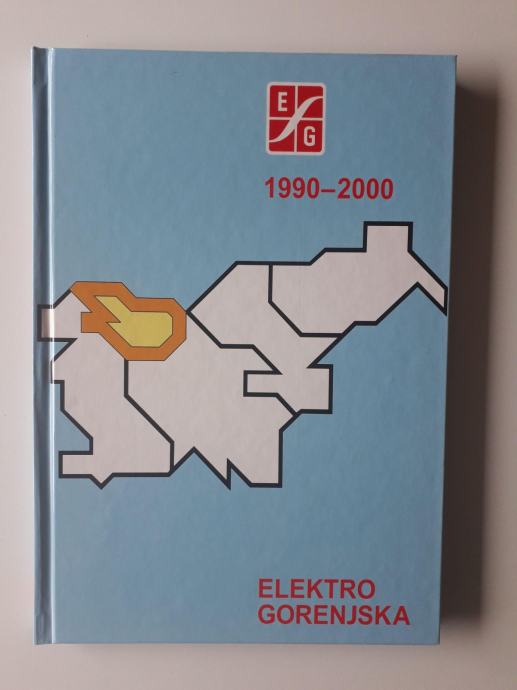 E
G
1990–2000
ELEKTRO
GORENJSKA